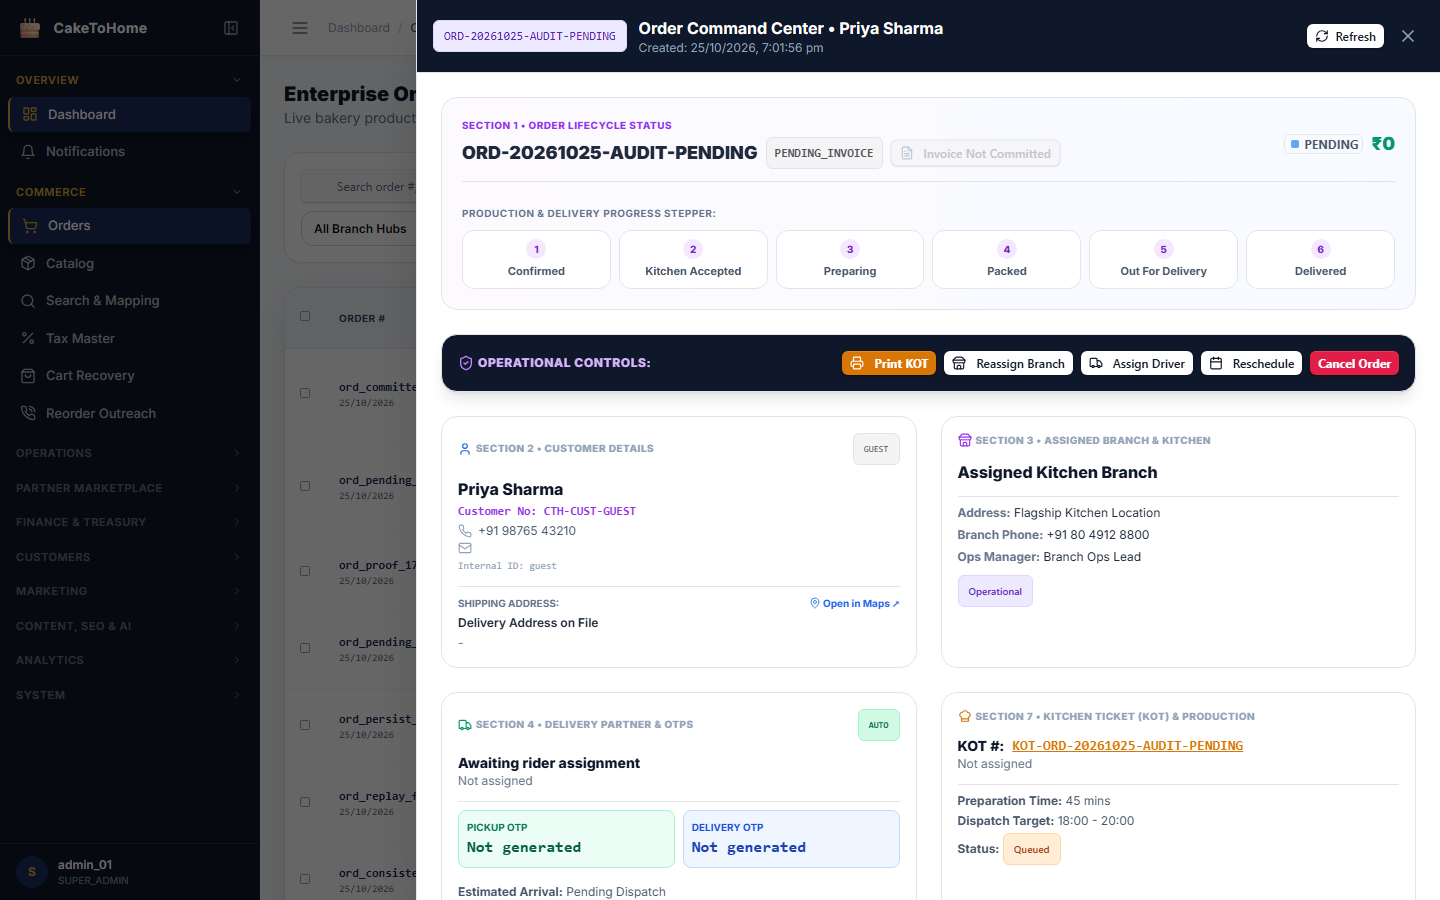 CakeToHome
OVERVIEW
Dashboard
Notifications
COMMERCE
Orders
Catalog
Search & Mapping
Tax Master
Cart Recovery
Reorder Outreach
OPERATIONS
PARTNER MARKETPLACE
FINANCE & TREASURY
CUSTOMERS
MARKETING
CONTENT, SEO & AI
ANALYTICS
SYSTEM
S
admin_01
SUPER_ADMIN
Dashboard /
Enterprise Or
Live bakery product
Search order #
All Branch Hubs
ORDER #
ord_committe
25/10/2026
ord_pending_
25/10/2026
ord_proof_17
25/10/2026
ord_pending_
25/10/2026
ord_persist_
25/10/2026
ord_replay_f
25/10/2026
ord_consiste
25/10/2026
ORD-20261025-AUDIT-PENDING
Order Command Center • Priya Sharma
Created: 25/10/2026, 7:01:56 pm
Refresh
SECTION 1 • ORDER LIFECYCLE STATUS
ORD-20261025-AUDIT-PENDING
PENDING_INVOICE
Invoice Not Committed
PENDING
₹0
PRODUCTION & DELIVERY PROGRESS STEPPER:
1
Confirmed
2
Kitchen Accepted
3
Preparing
4
Packed
5
Out For Delivery
6
Delivered
OPERATIONAL CONTROLS:
Print KOT
Reassign Branch
Assign Driver
Reschedule
Cancel Order
SECTION 2 • CUSTOMER DETAILS
GUEST
Priya Sharma
Customer No: CTH-CUST-GUEST
+91 98765 43210
Internal ID: guest
SHIPPING ADDRESS:
Open in Maps ↗
Delivery Address on File
-
SECTION 3 • ASSIGNED BRANCH & KITCHEN
Assigned Kitchen Branch
Address: Flagship Kitchen Location
Branch Phone: +91 80 4912 8800
Ops Manager: Branch Ops Lead
Operational
SECTION 4 • DELIVERY PARTNER & OTPS
AUTO
Awaiting rider assignment
Not assigned
PICKUP OTP
Not generated
DELIVERY OTP
Not generated
Estimated Arrival: Pending Dispatch
SECTION 7 • KITCHEN TICKET (KOT) & PRODUCTION
KOT #: KOT-ORD-20261025-AUDIT-PENDING
Not assigned
Preparation Time: 45 mins
Dispatch Target: 18:00 - 20:00
Status: Queued